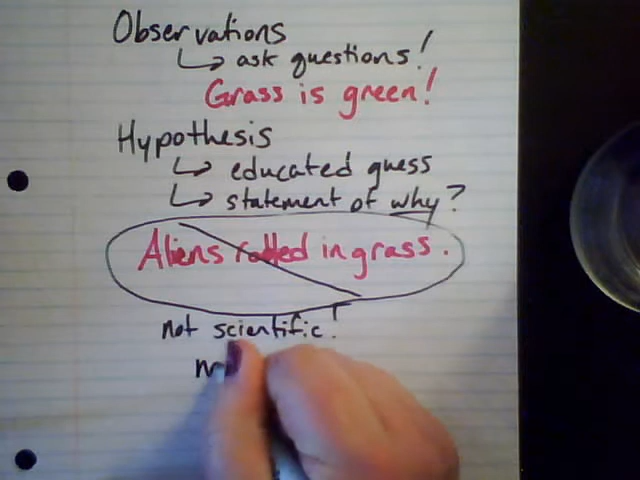 Observations
↳ ask questions!
Grass is green!
Hypothesis
↳ educated guess
↳ statement of why?
Aliens rolled in grass.
not scientific!